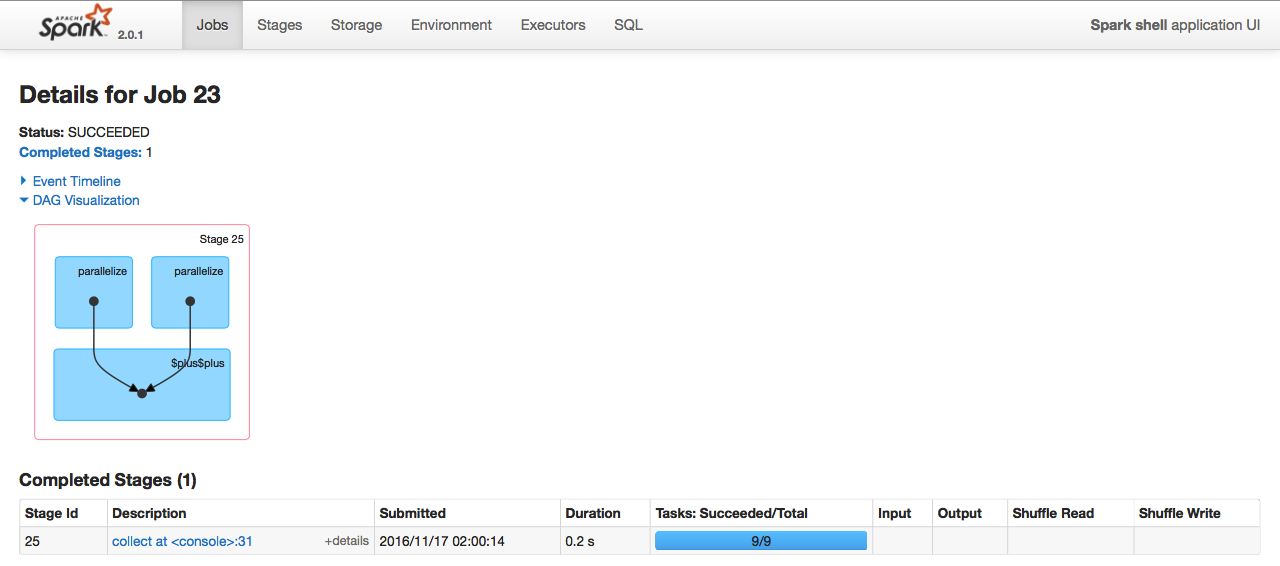 APACHE
Spark 2.0.1 Jobs Stages Storage Environment Executors SQL Spark shell application UI
Details for Job 23
Status: SUCCEEDED
Completed Stages: 1
Event Timeline
DAG Visualization
Stage 25
parallelize parallelize
$plus$plus
Completed Stages (1)
Stage Id Description Submitted Duration Tasks: Succeeded/Total Input Output Shuffle Read Shuffle Write
25 collect at <console>:31 +details 2016/11/17 02:00:14 0.2 s 9/9